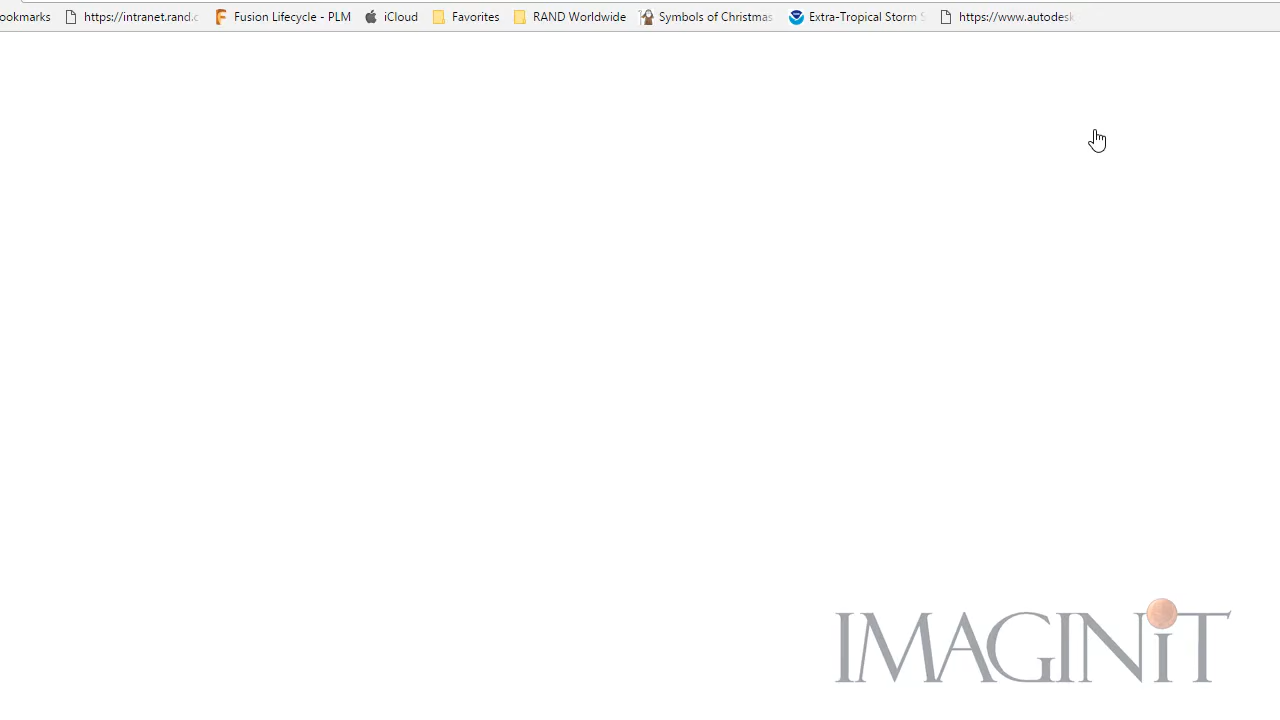 ookmarks https://intranet.rand.c Fusion Lifecycle - PLM iCloud Favorites RAND Worldwide Symbols of Christmas Extra-Tropical Storm S https://www.autodesk
IMAGINiT